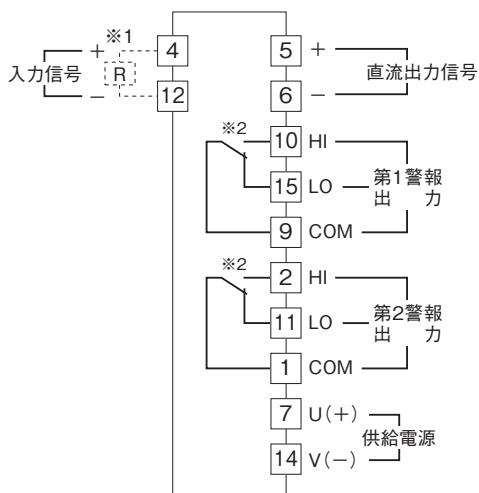 ※1
入力信号
+
R
−
4
12
5 +
6 −
直流出力信号
※2
10 HI
15 LO
9 COM
第1警報
出 力
※2
2 HI
11 LO
1 COM
第2警報
出 力
7 U(+)
14 V(−)
供給電源